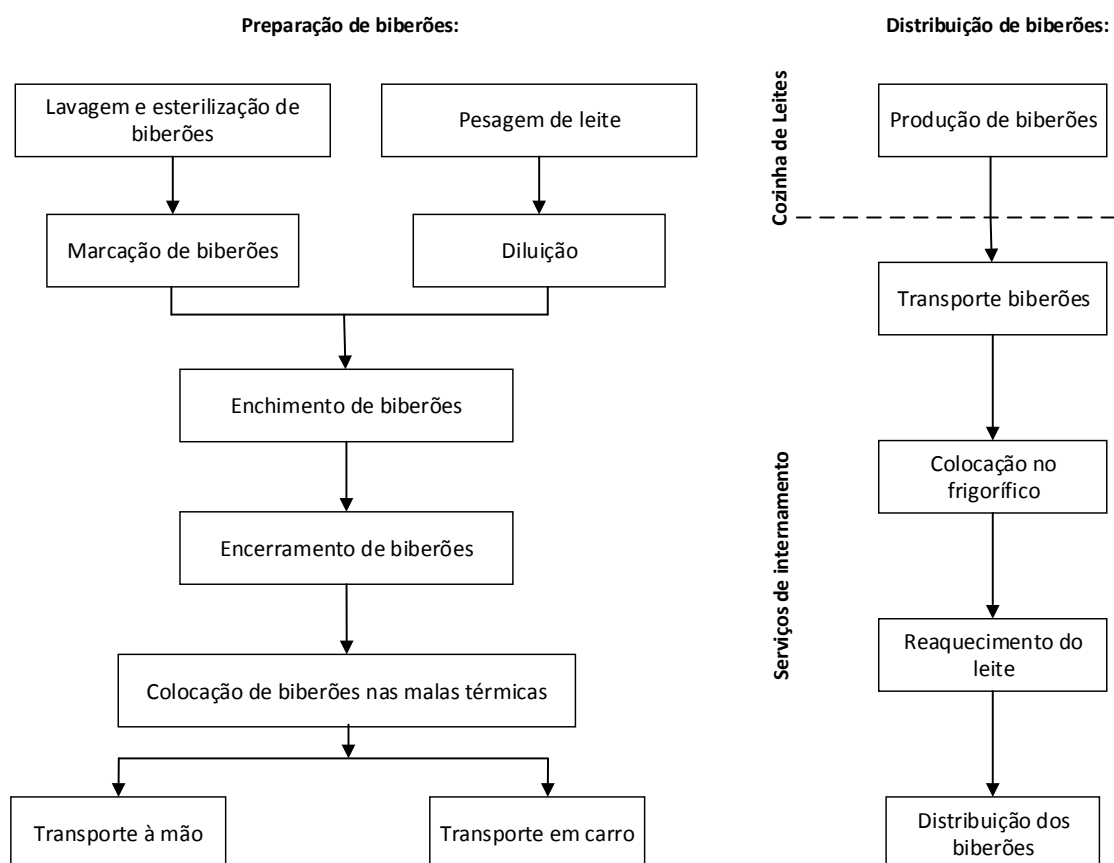 Preparação de biberões:
Lavagem e esterilização de
biberões
Pesagem de leite
Marcação de biberões
Diluição
Enchimento de biberões
Encerramento de biberões
Colocação de biberões nas malas térmicas
Transporte à mão
Transporte em carro
Distribuição de biberões:
Cozinha de Leites
Produção de biberões
Serviços de internamento
Transporte biberões
Colocação no
frigorífico
Reaquecimento do
leite
Distribuição dos
biberões